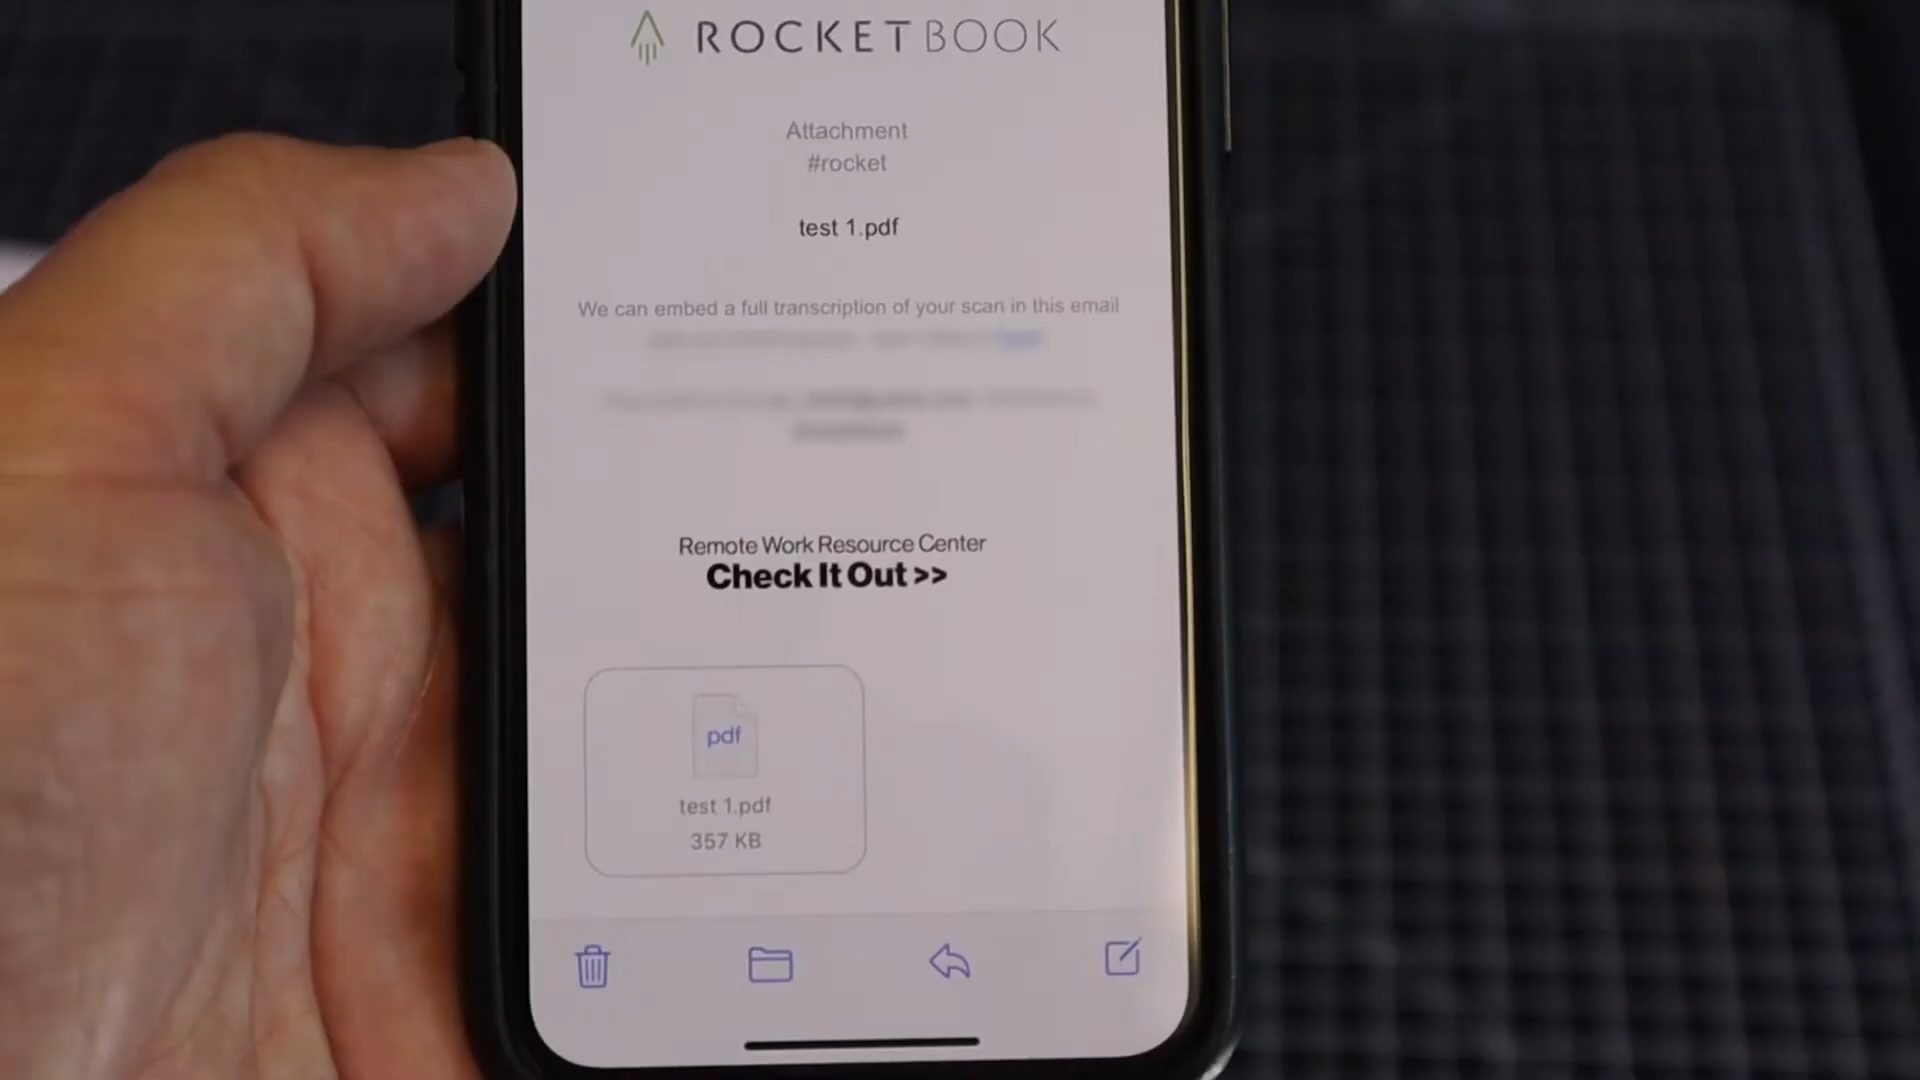 ROCKETBOOK
Attachment
#rocket
test 1.pdf
We can embed a full transcription of your scan in this email
Remote Work Resource Center
Check It Out >>
pdf
test 1.pdf
357 KB